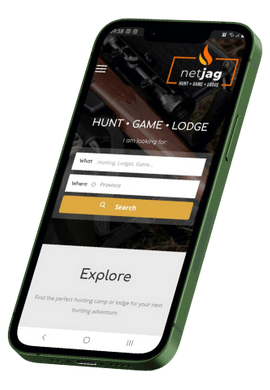 9:58
netjag
HUNT • GAME • LODGE
HUNT • GAME • LODGE
I am looking for:
What Hunting, Lodges, Game...
Where Province
Search
Explore
Find the perfect hunting camp or lodge for your next
hunting adventure.